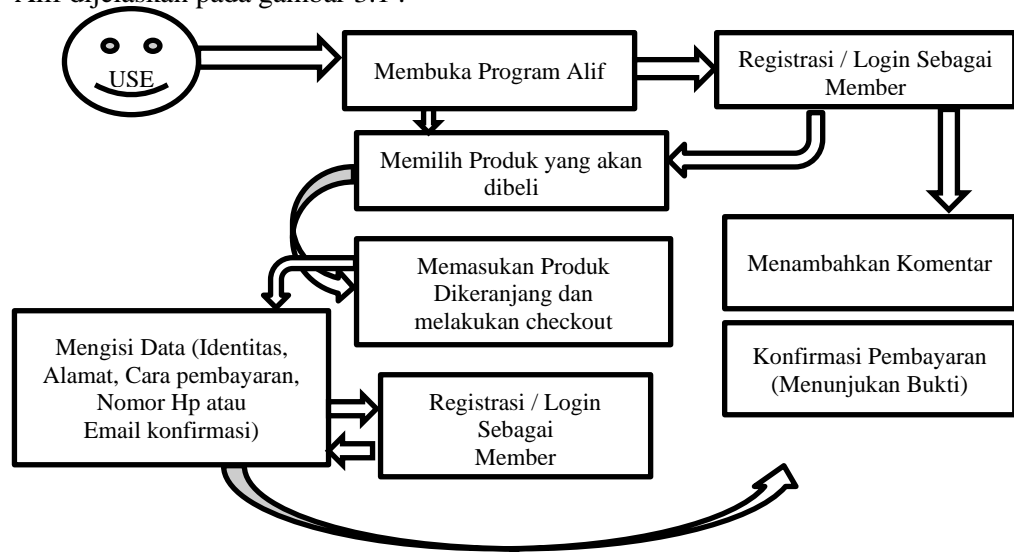 Alif dijelaskan pada gambar 3.1 :
USE
Membuka Program Alif
Registrasi / Login Sebagai
Member
Memilih Produk yang akan
dibeli
Memasukan Produk
Dikeranjang dan
melakukan checkout
Menambahkan Komentar
Mengisi Data (Identitas,
Alamat, Cara pembayaran,
Nomor Hp atau
Email konfirmasi)
Konfirmasi Pembayaran
(Menunjukan Bukti)
Registrasi / Login
Sebagai
Member